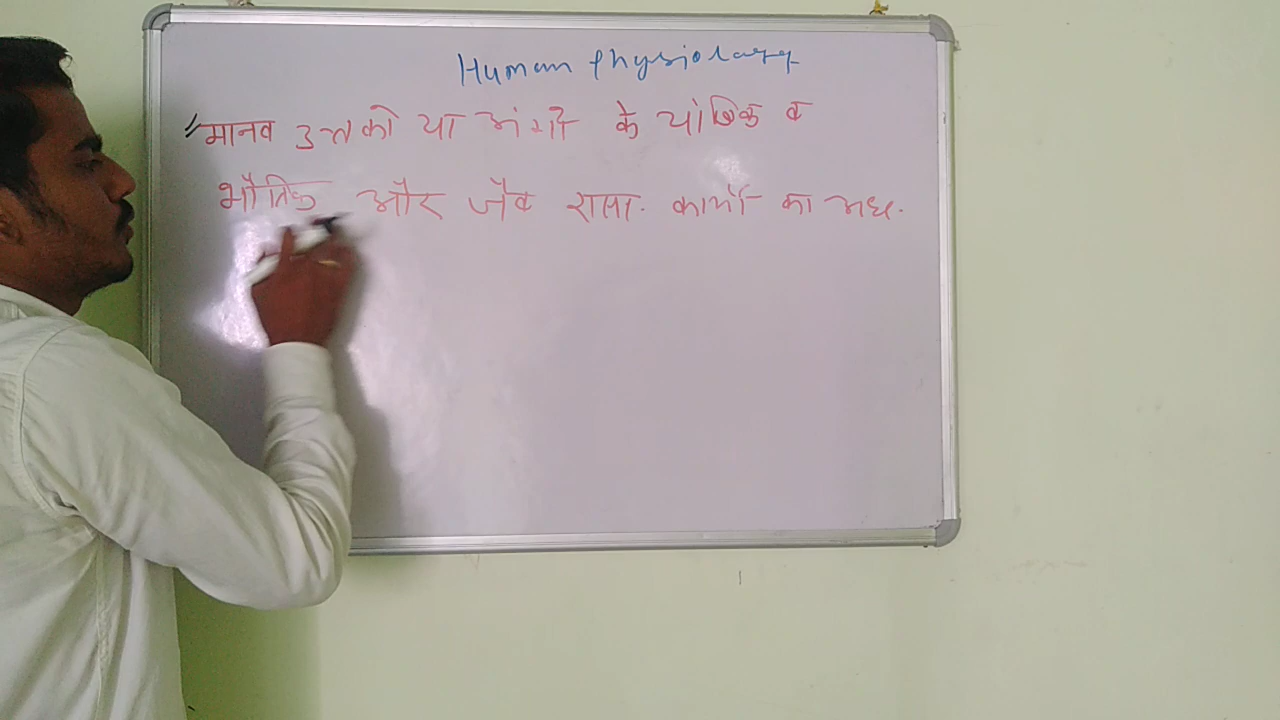 Human Physiology
मानव उत्तको या अंगो के यांत्रिक व
भौतिक और जैव रासा. कार्यो का अध.